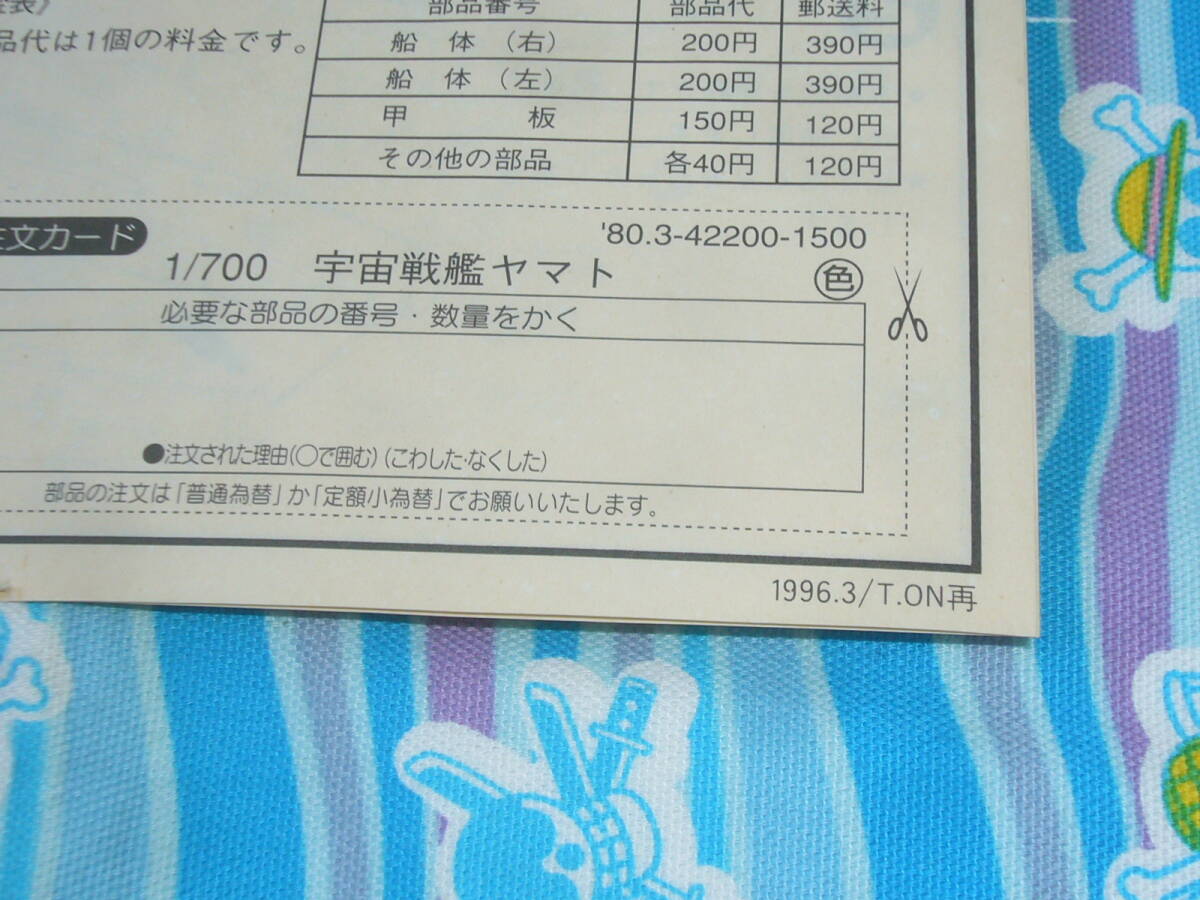 品代は1個の料金です。
部品番号 部品代 郵送料
船 体 (右) 200円 390円
船 体 (左) 200円 390円
甲 板 150円 120円
その他の部品 各40円 120円
注文カード
'80.3-42200-1500
1/700 宇宙戦艦ヤマト 色
必要な部品の番号・数量をかく
●注文された理由(○で囲む)(こわした・なくした)
部品の注文は「普通為替」か「定額小為替」でお願いいたします。
1996.3/T.ON再